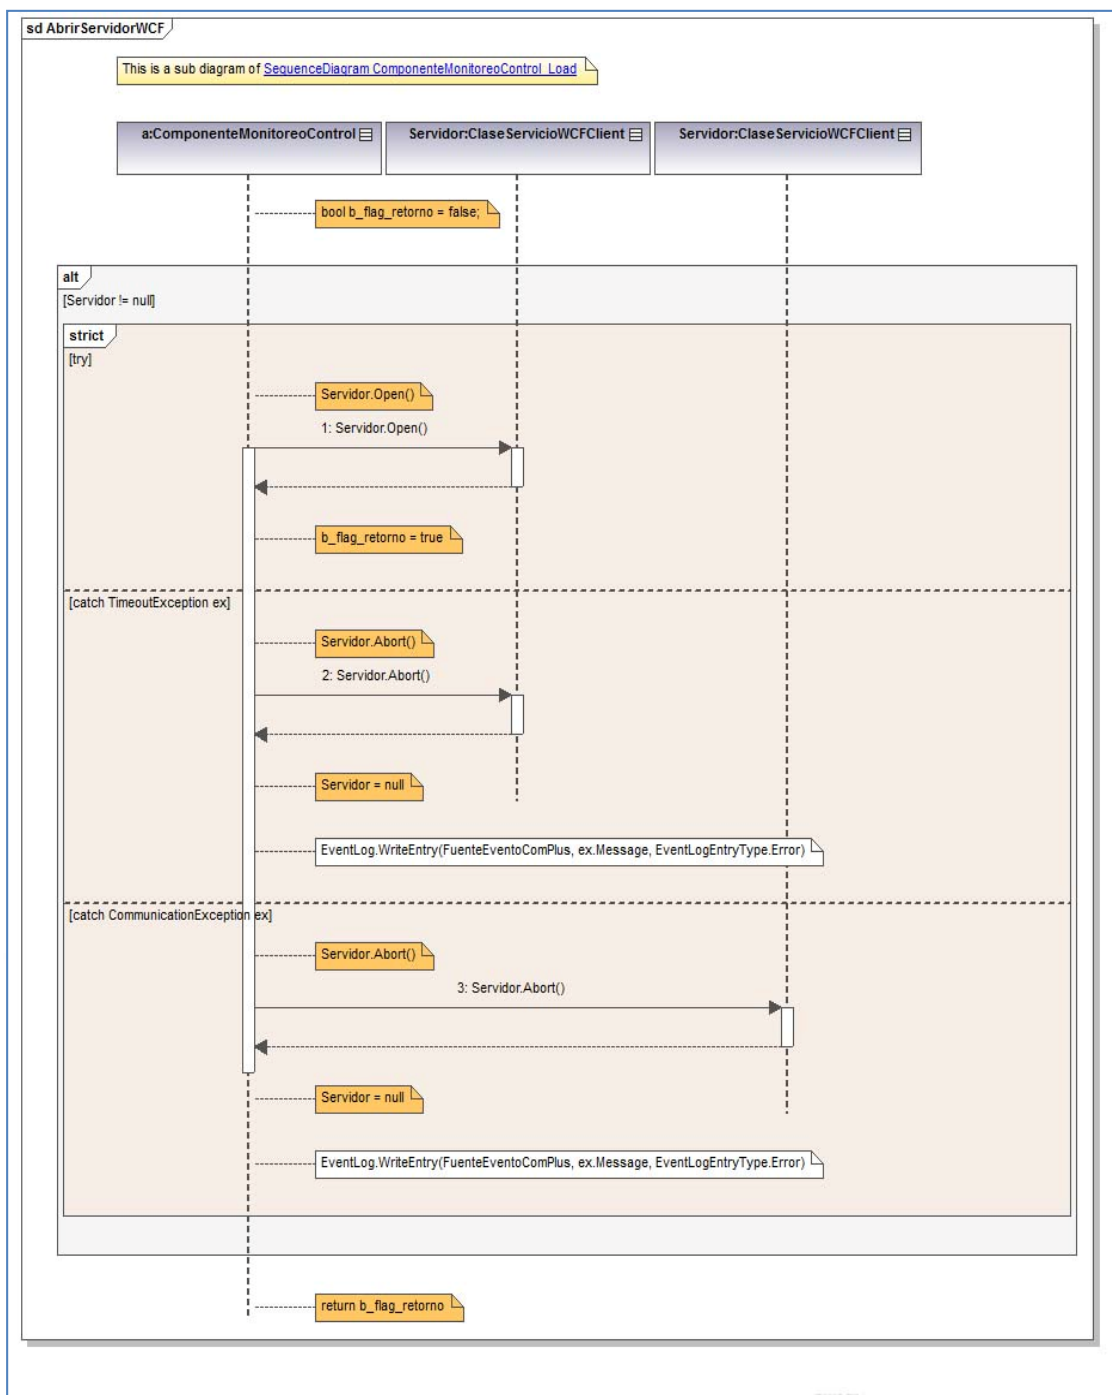 sd AbrirServidorWCF
This is a sub diagram of SequenceDiagram ComponenteMonitoreoControl_Load
a:ComponenteMonitoreoControl
Servidor:ClaseServicioWCFClient
Servidor:ClaseServicioWCFClient
bool b_flag_retorno = false;
alt
[Servidor != null]
strict
[try]
Servidor.Open()
1: Servidor.Open()
b_flag_retorno = true
[catch TimeoutException ex]
Servidor.Abort()
2: Servidor.Abort()
Servidor = null
EventLog.WriteEntry(FuenteEventoComPlus, ex.Message, EventLogEntryType.Error)
[catch CommunicationException ex]
Servidor.Abort()
3: Servidor.Abort()
Servidor = null
EventLog.WriteEntry(FuenteEventoComPlus, ex.Message, EventLogEntryType.Error)
return b_flag_retorno